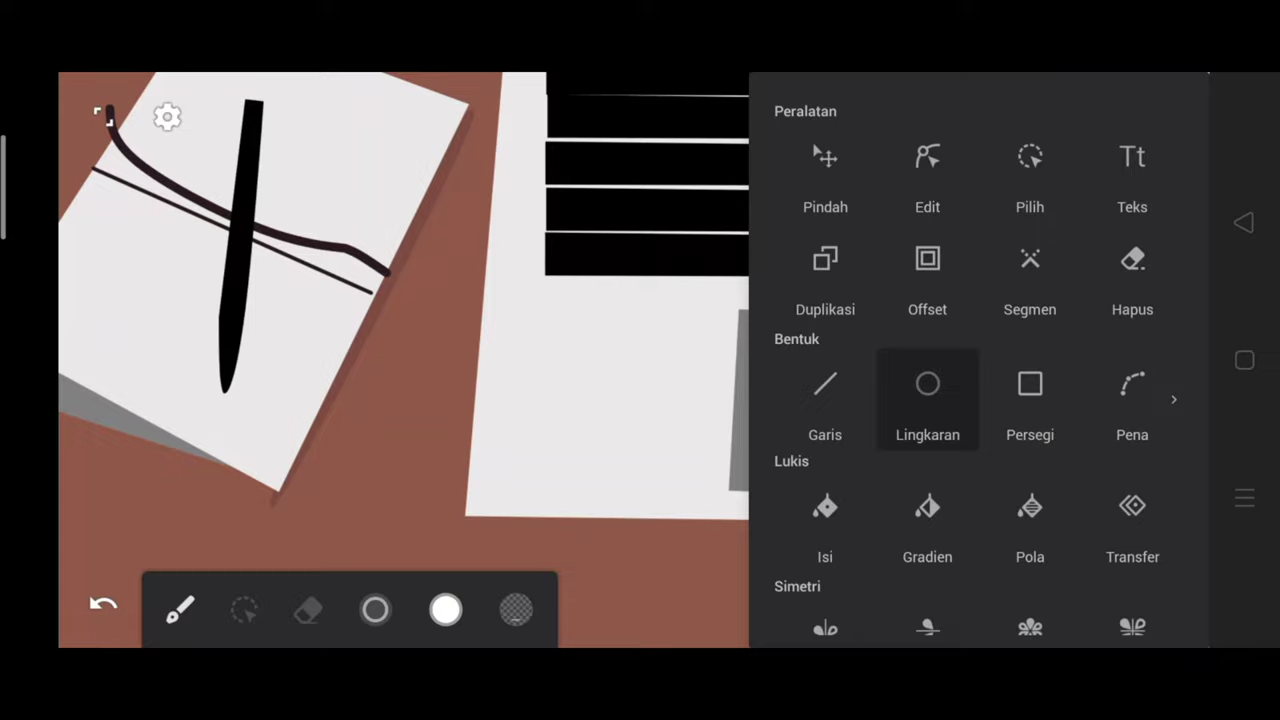 Peralatan
Pindah Edit Pilih Teks
Duplikasi Offset Segmen Hapus
Bentuk
Garis Lingkaran Persegi Pena
Lukis
Isi Gradien Pola Transfer
Simetri